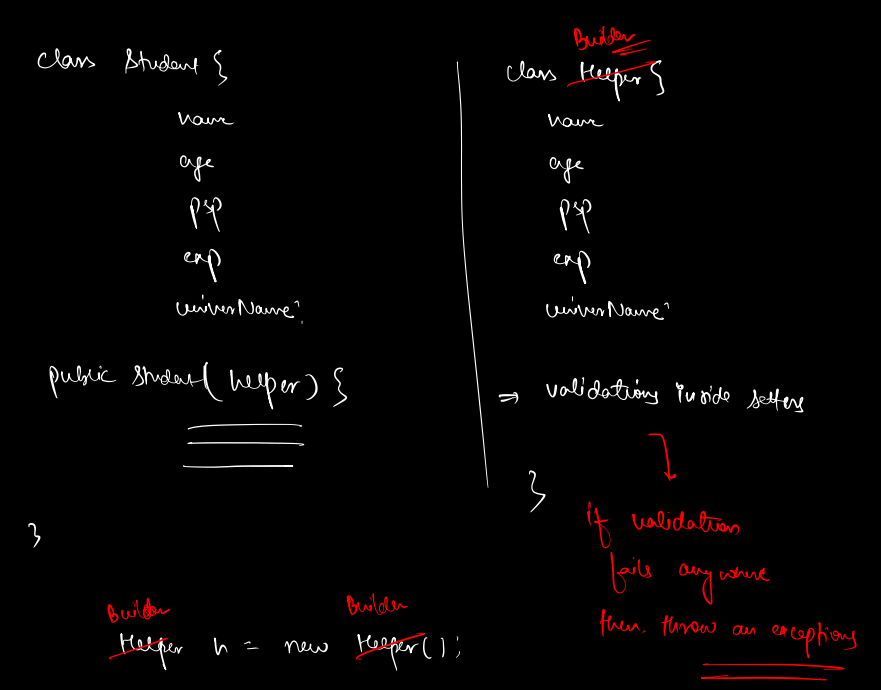 class Student {
name
age
psp
exp
univerName;
public Student(helper) {
}
Builder
class Helper {
name
age
psp
exp
univerName;
⇒ validations inside setters
}
if validation
fails anywhere
then, throw an exceptions
Builder Builder
Helper h = new Helper();